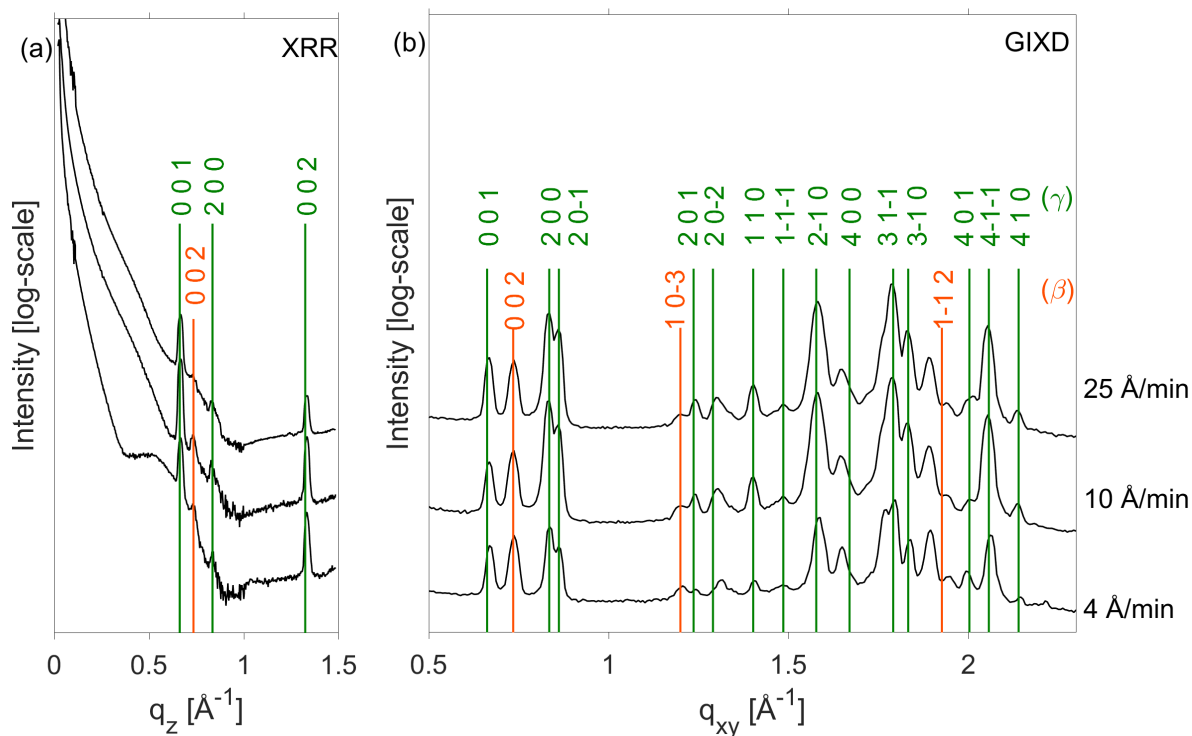 (a)
XRR
Intensity [log-scale]
0 0 1
0 0 2
2 0 0
0 0 2
0
0.5
1
1.5
q_z [Å^-1]
(b)
GIXD
Intensity [log-scale]
0 0 1
2 0 0
2 0-1
2 0 1
2 0-2
1 1 0
1-1-1
2-1 0
4 0 0
3 1-1
3-1 0
4 0 1
4-1-1
4 1 0
(γ)
0 0 2
1 0-3
1-1 2
(β)
25 Å/min
10 Å/min
4 Å/min
0.5
1
1.5
2
q_xy [Å^-1]